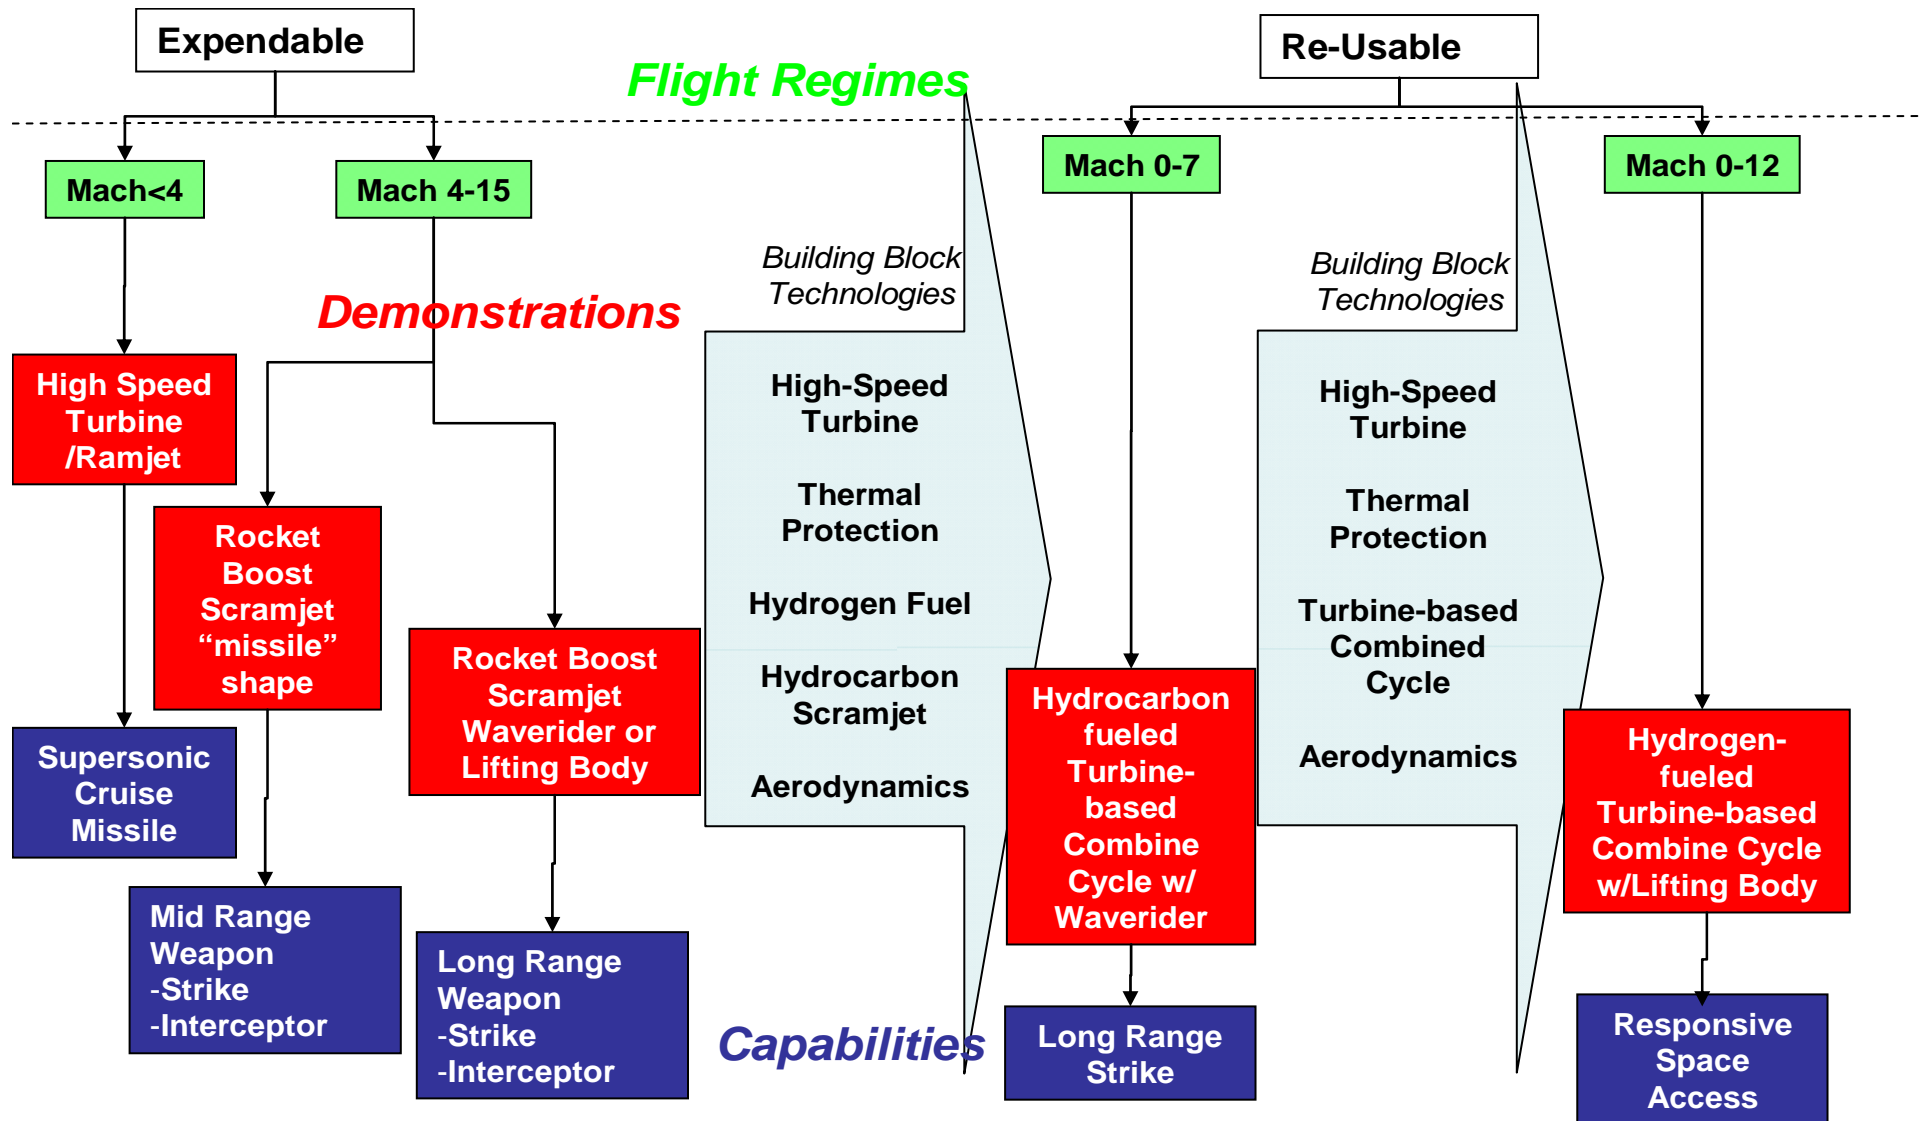 Expendable
Re-Usable
Flight Regimes
Mach<4
Mach 4-15
Mach 0-7
Mach 0-12
Building Block
Technologies
Building Block
Technologies
Demonstrations
High Speed
Turbine
/Ramjet
Rocket
Boost
Scramjet
“missile”
shape
Rocket Boost
Scramjet
Waverider or
Lifting Body
High-Speed
Turbine
Thermal
Protection
Hydrogen Fuel
Hydrocarbon
Scramjet
Aerodynamics
Hydrocarbon
fueled
Turbine-
based
Combine
Cycle w/
Waverider
High-Speed
Turbine
Thermal
Protection
Turbine-based
Combined
Cycle
Aerodynamics
Hydrogen-
fueled
Turbine-based
Combine Cycle
w/Lifting Body
Supersonic
Cruise
Missile
Mid Range
Weapon
-Strike
-Interceptor
Long Range
Weapon
-Strike
-Interceptor
Capabilities
Long Range
Strike
Responsive
Space
Access